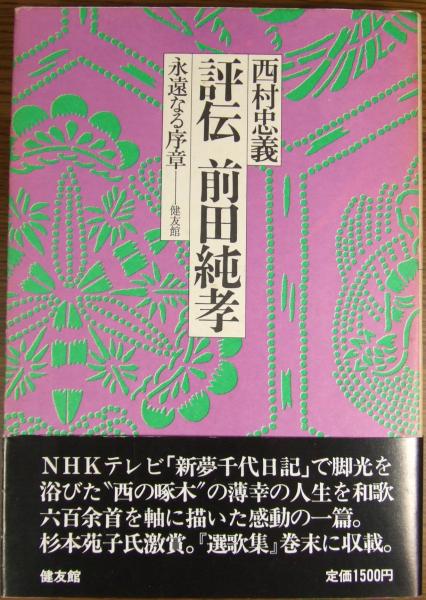 西村忠義
評伝 前田純孝
永遠なる序章──健友館
NHKテレビ「新夢千代日記」で脚光を
浴びた〝西の啄木〟の薄幸の人生を和歌
六百余首を軸に描いた感動の一篇。
杉本苑子氏激賞。『選歌集』巻末に収載。
健友館 定価1500円